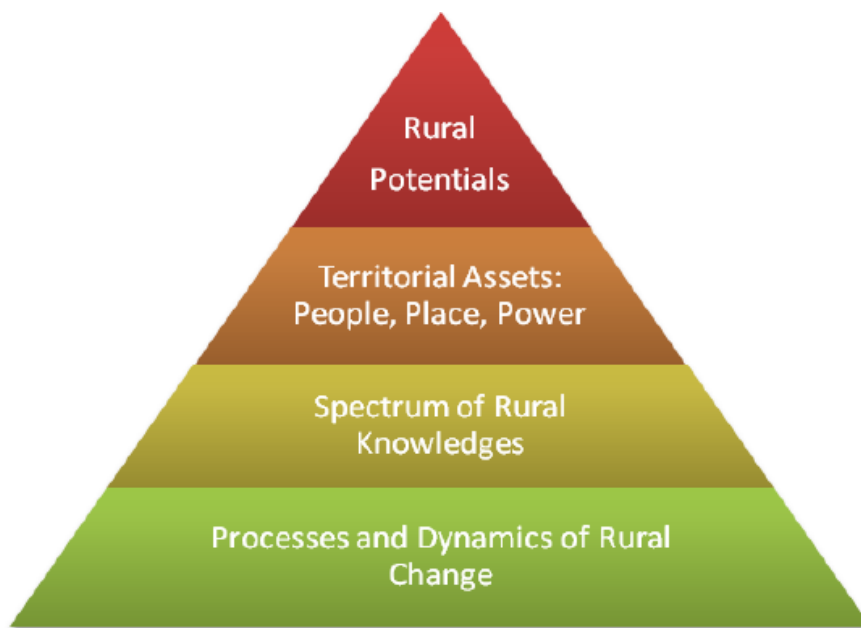 Rural
Potentials
Territorial Assets:
People, Place, Power
Spectrum of Rural
Knowledges
Processes and Dynamics of Rural
Change